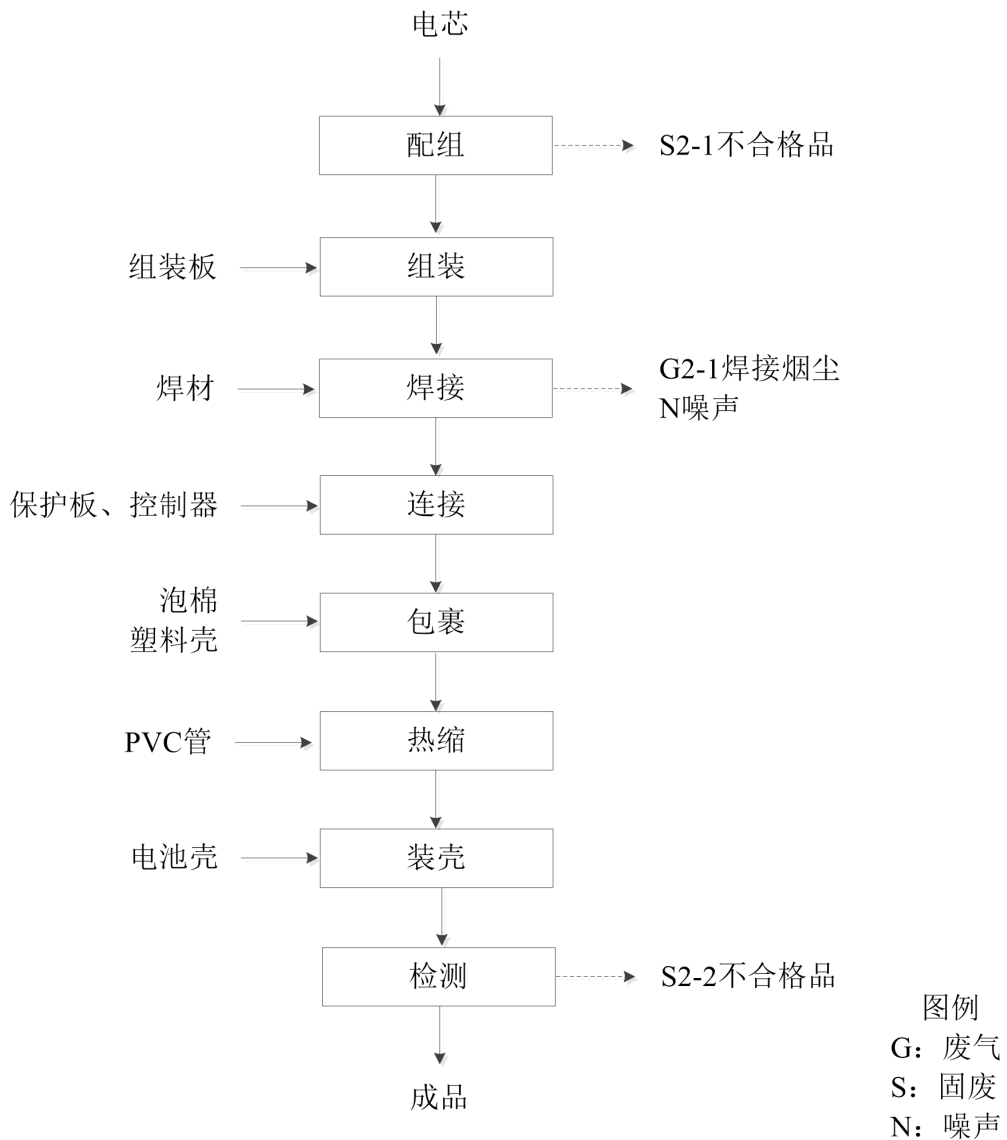 电芯
配组
S2-1不合格品
组装板
组装
焊材
焊接
G2-1焊接烟尘
N噪声
保护板、控制器
连接
泡棉
塑料壳
包裹
PVC管
热缩
电池壳
装壳
检测
S2-2不合格品
成品
图例
G：废气
S：固废
N：噪声